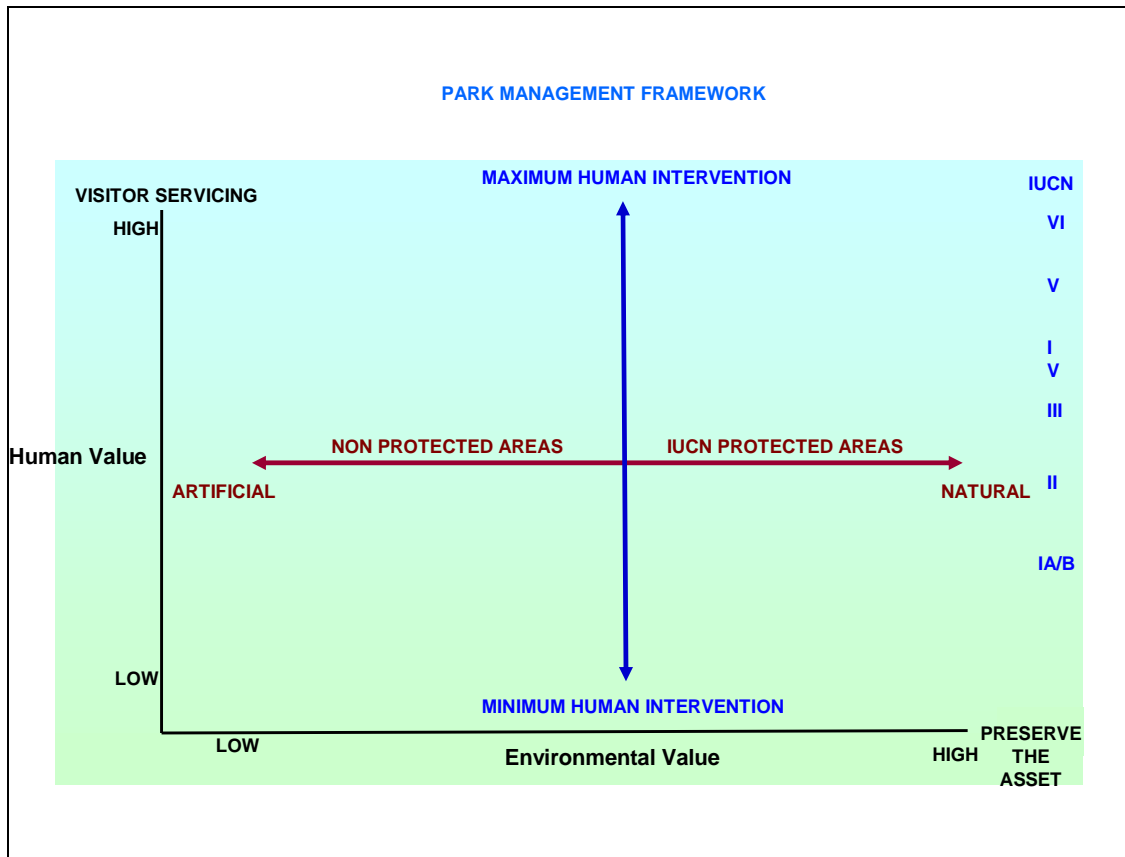 PARK MANAGEMENT FRAMEWORK
MAXIMUM HUMAN INTERVENTION
IUCN
VISITOR SERVICING
HIGH
VI
V
I
V
III
NON PROTECTED AREAS
IUCN PROTECTED AREAS
Human Value
ARTIFICIAL
NATURAL
II
IA/B
LOW
MINIMUM HUMAN INTERVENTION
LOW
Environmental Value
HIGH
PRESERVE
THE
ASSET